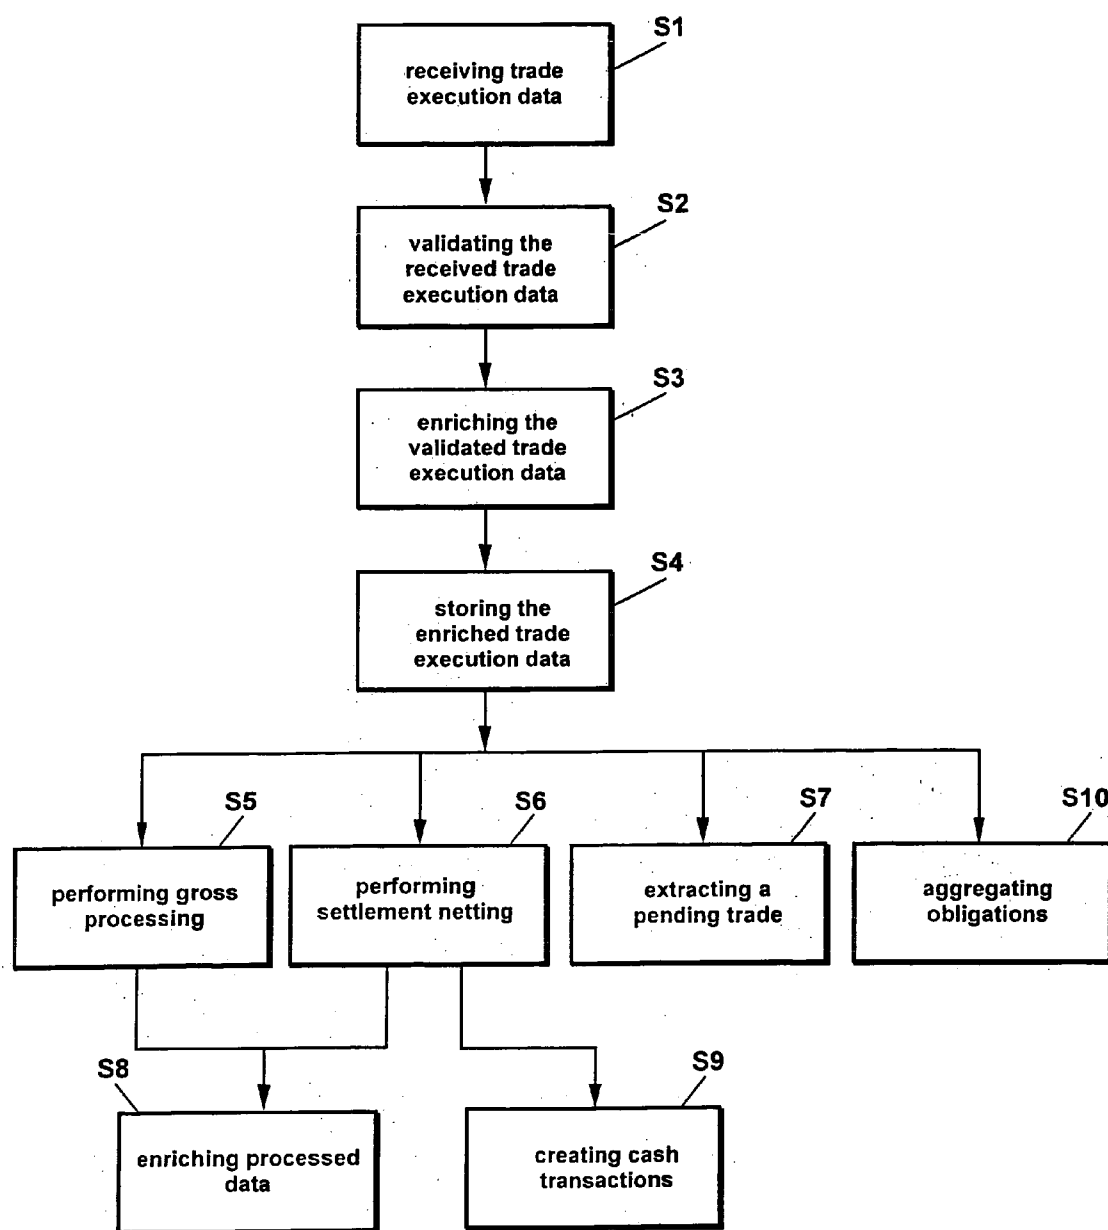 S1
receiving trade
execution data
S2
validating the
received trade
execution data
S3
enriching the
validated trade
execution data
S4
storing the
enriched trade
execution data
S5
S6
S7
S10
performing gross
processing
performing
settlement netting
extracting a
pending trade
aggregating
obligations
S8
S9
enriching processed
data
creating cash
transactions